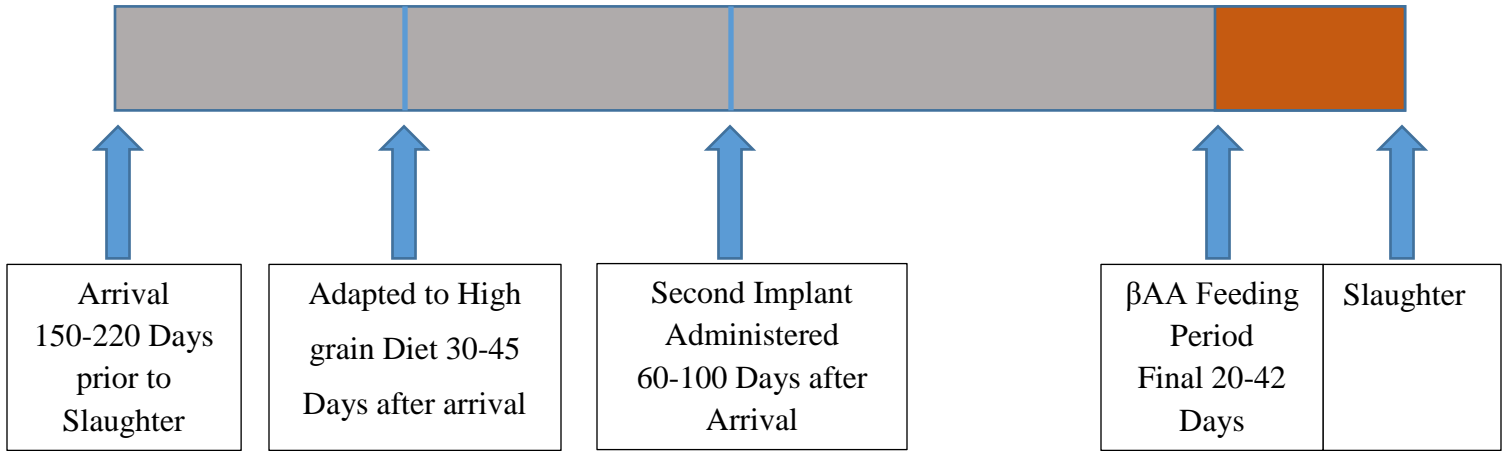 Arrival
150-220 Days
prior to
Slaughter
Adapted to High
grain Diet 30-45
Days after arrival
Second Implant
Administered
60-100 Days after
Arrival
βAA Feeding
Period
Final 20-42
Days
Slaughter